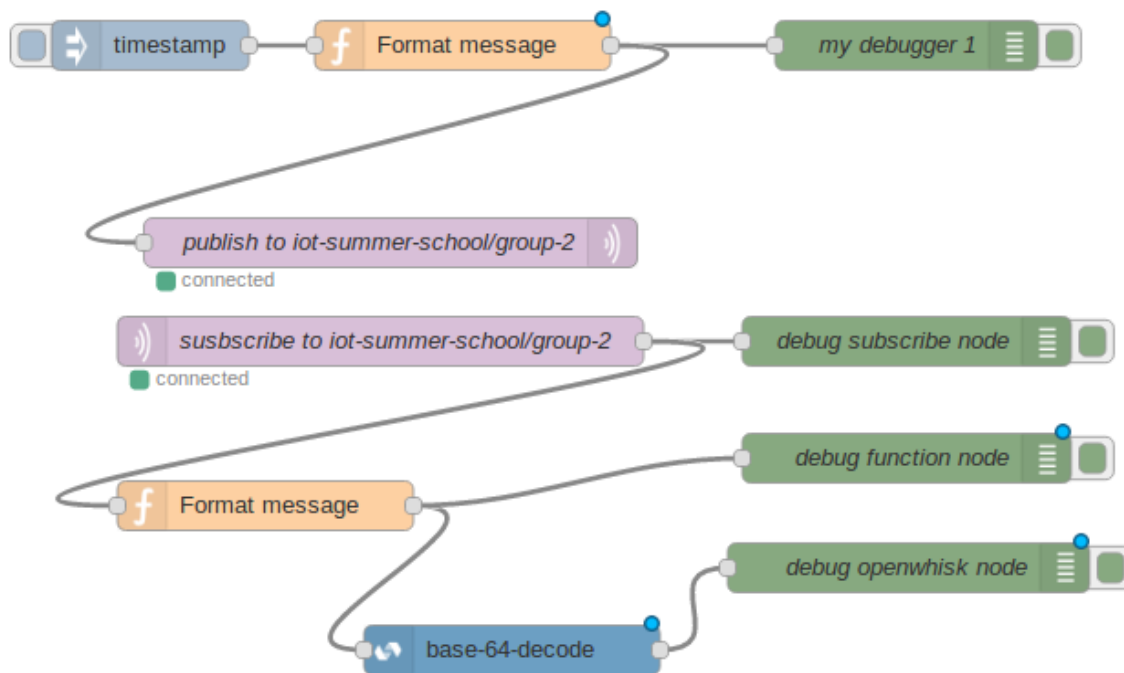 timestamp
Format message
my debugger 1
publish to iot-summer-school/group-2
connected
susbscribe to iot-summer-school/group-2
debug subscribe node
connected
debug function node
Format message
debug openwhisk node
base-64-decode